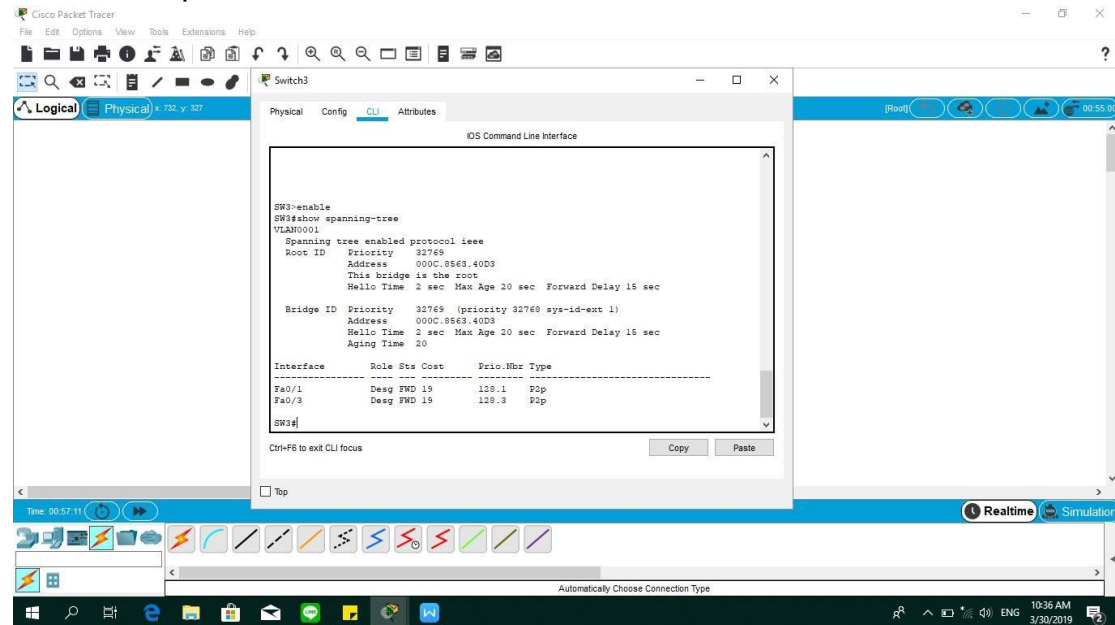 Cisco Packet Tracer
File Edit Options View Tools Extensions Help
?
Switch3
Logical Physical x: 732, y: 327
[Root] 00:55:00
Physical Config CLI Attributes
IOS Command Line Interface
SW3>enable
SW3#show spanning-tree
VLAN0001
Spanning tree enabled protocol ieee
Root ID Priority 32769
Address 000C.8563.40D3
This bridge is the root
Hello Time 2 sec Max Age 20 sec Forward Delay 15 sec
Bridge ID Priority 32769 (priority 32768 sys-id-ext 1)
Address 000C.8563.40D3
Hello Time 2 sec Max Age 20 sec Forward Delay 15 sec
Aging Time 20
Interface Role Sts Cost Prio.Nbr Type
---------------- ---- --- --------- -------- --------------------------------
Fa0/1 Desg FWD 19 128.1 P2p
Fa0/3 Desg FWD 19 128.3 P2p
SW3#
Ctrl+F6 to exit CLI focus
Copy Paste
Top
Time: 00:57:11
Realtime Simulation
Automatically Choose Connection Type
ENG
10:36 AM
3/30/2019
2